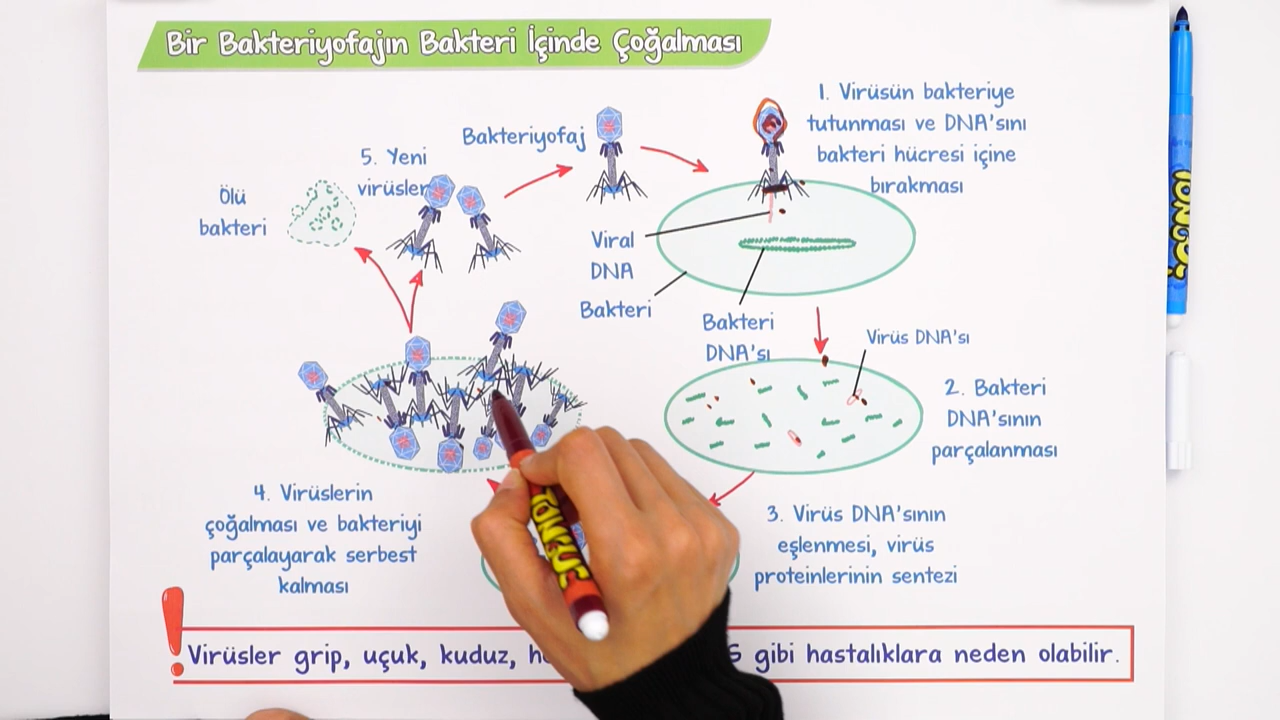 Bir Bakteriyofajın Bakteri İçinde Çoğalması
1. Virüsün bakteriye
tutunması ve DNA'sını
bakteri hücresi içine
bırakması
Bakteriyofaj
5. Yeni
virüsler
Ölü
bakteri
Viral
DNA
Bakteri
Bakteri
DNA'sı
Virüs DNA'sı
2. Bakteri
DNA'sının
parçalanması
4. Virüslerin
çoğalması ve bakteriyi
parçalayarak serbest
kalması
3. Virüs DNA'sının
eşlenmesi, virüs
proteinlerinin sentezi
Virüsler grip, uçuk, kuduz, gibi hastalıklara neden olabilir.
TONGUÇ
TONGUÇ